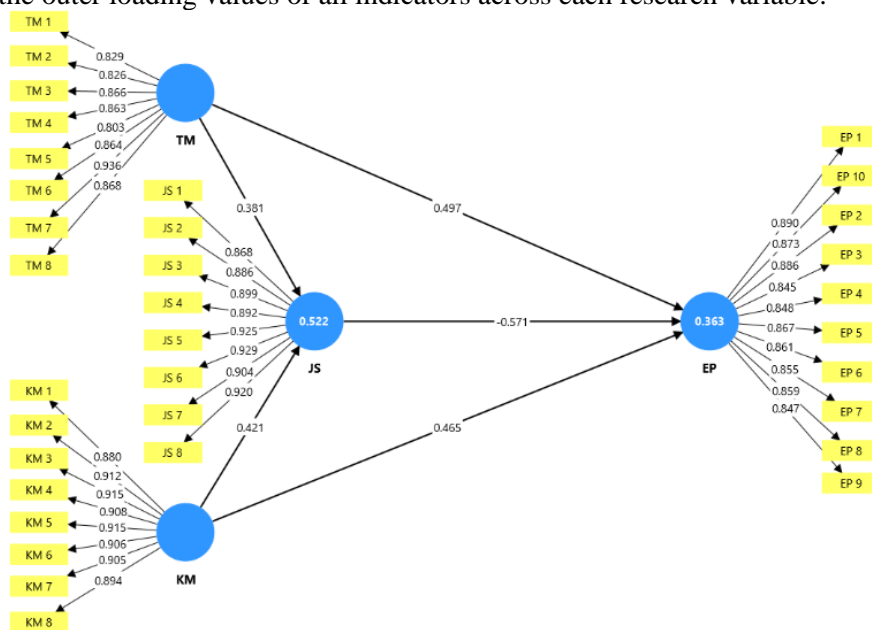 the outer loading values of all indicators across each research variable.
TM 1
TM 2
TM 3
TM 4
TM 5
TM 6
TM 7
TM 8
0.829
0.826
0.866
0.863
0.803
0.864
0.936
0.868
TM
JS 1
JS 2
JS 3
JS 4
JS 5
JS 6
JS 7
JS 8
0.868
0.886
0.899
0.892
0.925
0.929
0.904
0.920
0.381
0.497
0.522
JS
-0.571
0.421
0.465
KM 1
KM 2
KM 3
KM 4
KM 5
KM 6
KM 7
KM 8
0.880
0.912
0.915
0.908
0.915
0.906
0.905
0.894
KM
0.363
EP
0.890
0.873
0.886
0.845
0.848
0.867
0.861
0.855
0.859
0.847
EP 1
EP 10
EP 2
EP 3
EP 4
EP 5
EP 6
EP 7
EP 8
EP 9